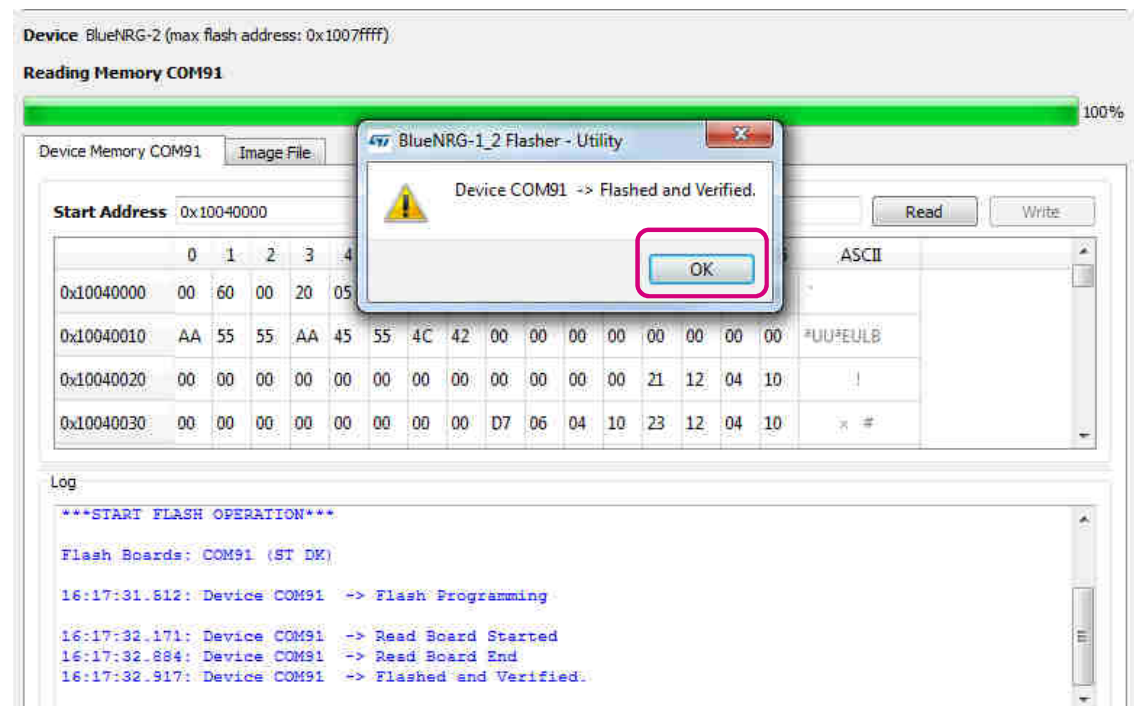 Device BlueNRG-2 (max flash address: 0x1007ffff)
Reading Memory COM91
100%
BlueNRG-1_2 Flasher - Utility
Device COM91 -> Flashed and Verified.
OK
Device Memory COM91 Image File
Start Address 0x10040000 Read Write
0 1 2 3 4 ASCII
0x10040000 00 60 00 20 05 `
0x10040010 AA 55 55 AA 45 55 4C 42 00 00 00 00 00 00 00 00 ªUUªEULB
0x10040020 00 00 00 00 00 00 00 00 00 00 00 00 21 12 04 10 !
0x10040030 00 00 00 00 00 00 00 00 D7 06 04 10 23 12 04 10 × #
Log
***START FLASH OPERATION***
Flash Boards: COM91 (ST DK)
16:17:31.512: Device COM91 -> Flash Programming
16:17:32.171: Device COM91 -> Read Board Started
16:17:32.884: Device COM91 -> Read Board End
16:17:32.917: Device COM91 -> Flashed and Verified.